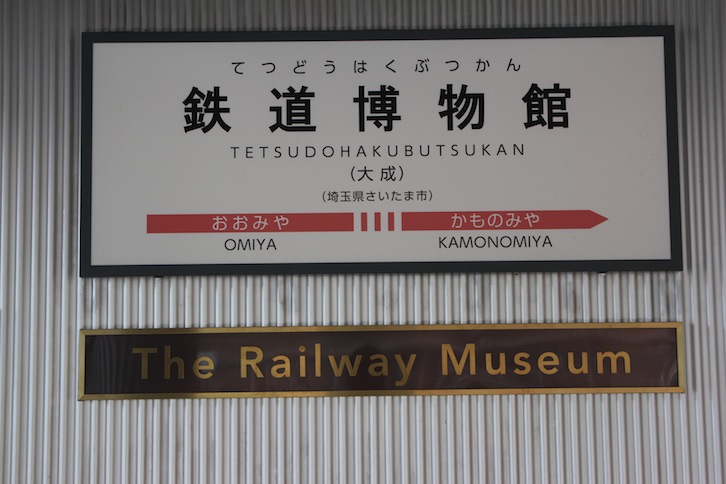 てつどうはくぶつかん
鉄道博物館
TETSUDOHAKUBUTSUKAN
（大成）
（埼玉県さいたま市）
おおみや かものみや
OMIYA KAMONOMIYA
The Railway Museum